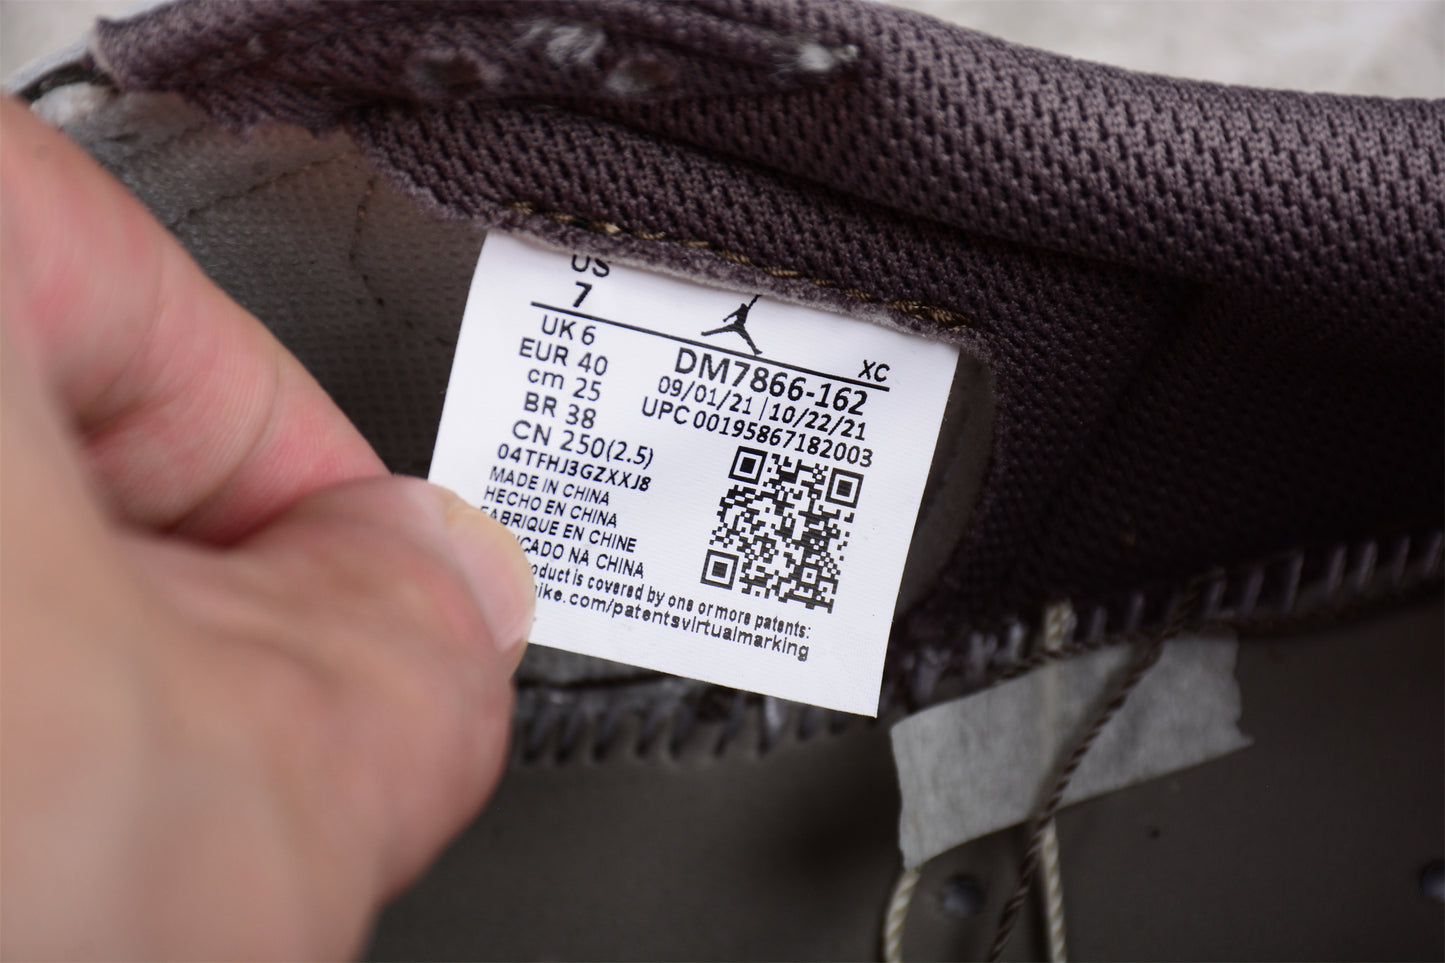 US
7
UK 6
EUR 40
cm 25
BR 38
CN 250(2.5)
04TFHJ3GZXXJ8
MADE IN CHINA
HECHO EN CHINA
FABRIQUE EN CHINE
NA CHINA
is covered by one or more patents:
nike.com/patentsvirtualmarking
XC
DM7866-162
09/01/21 | 10/22/21
UPC 00195867182003